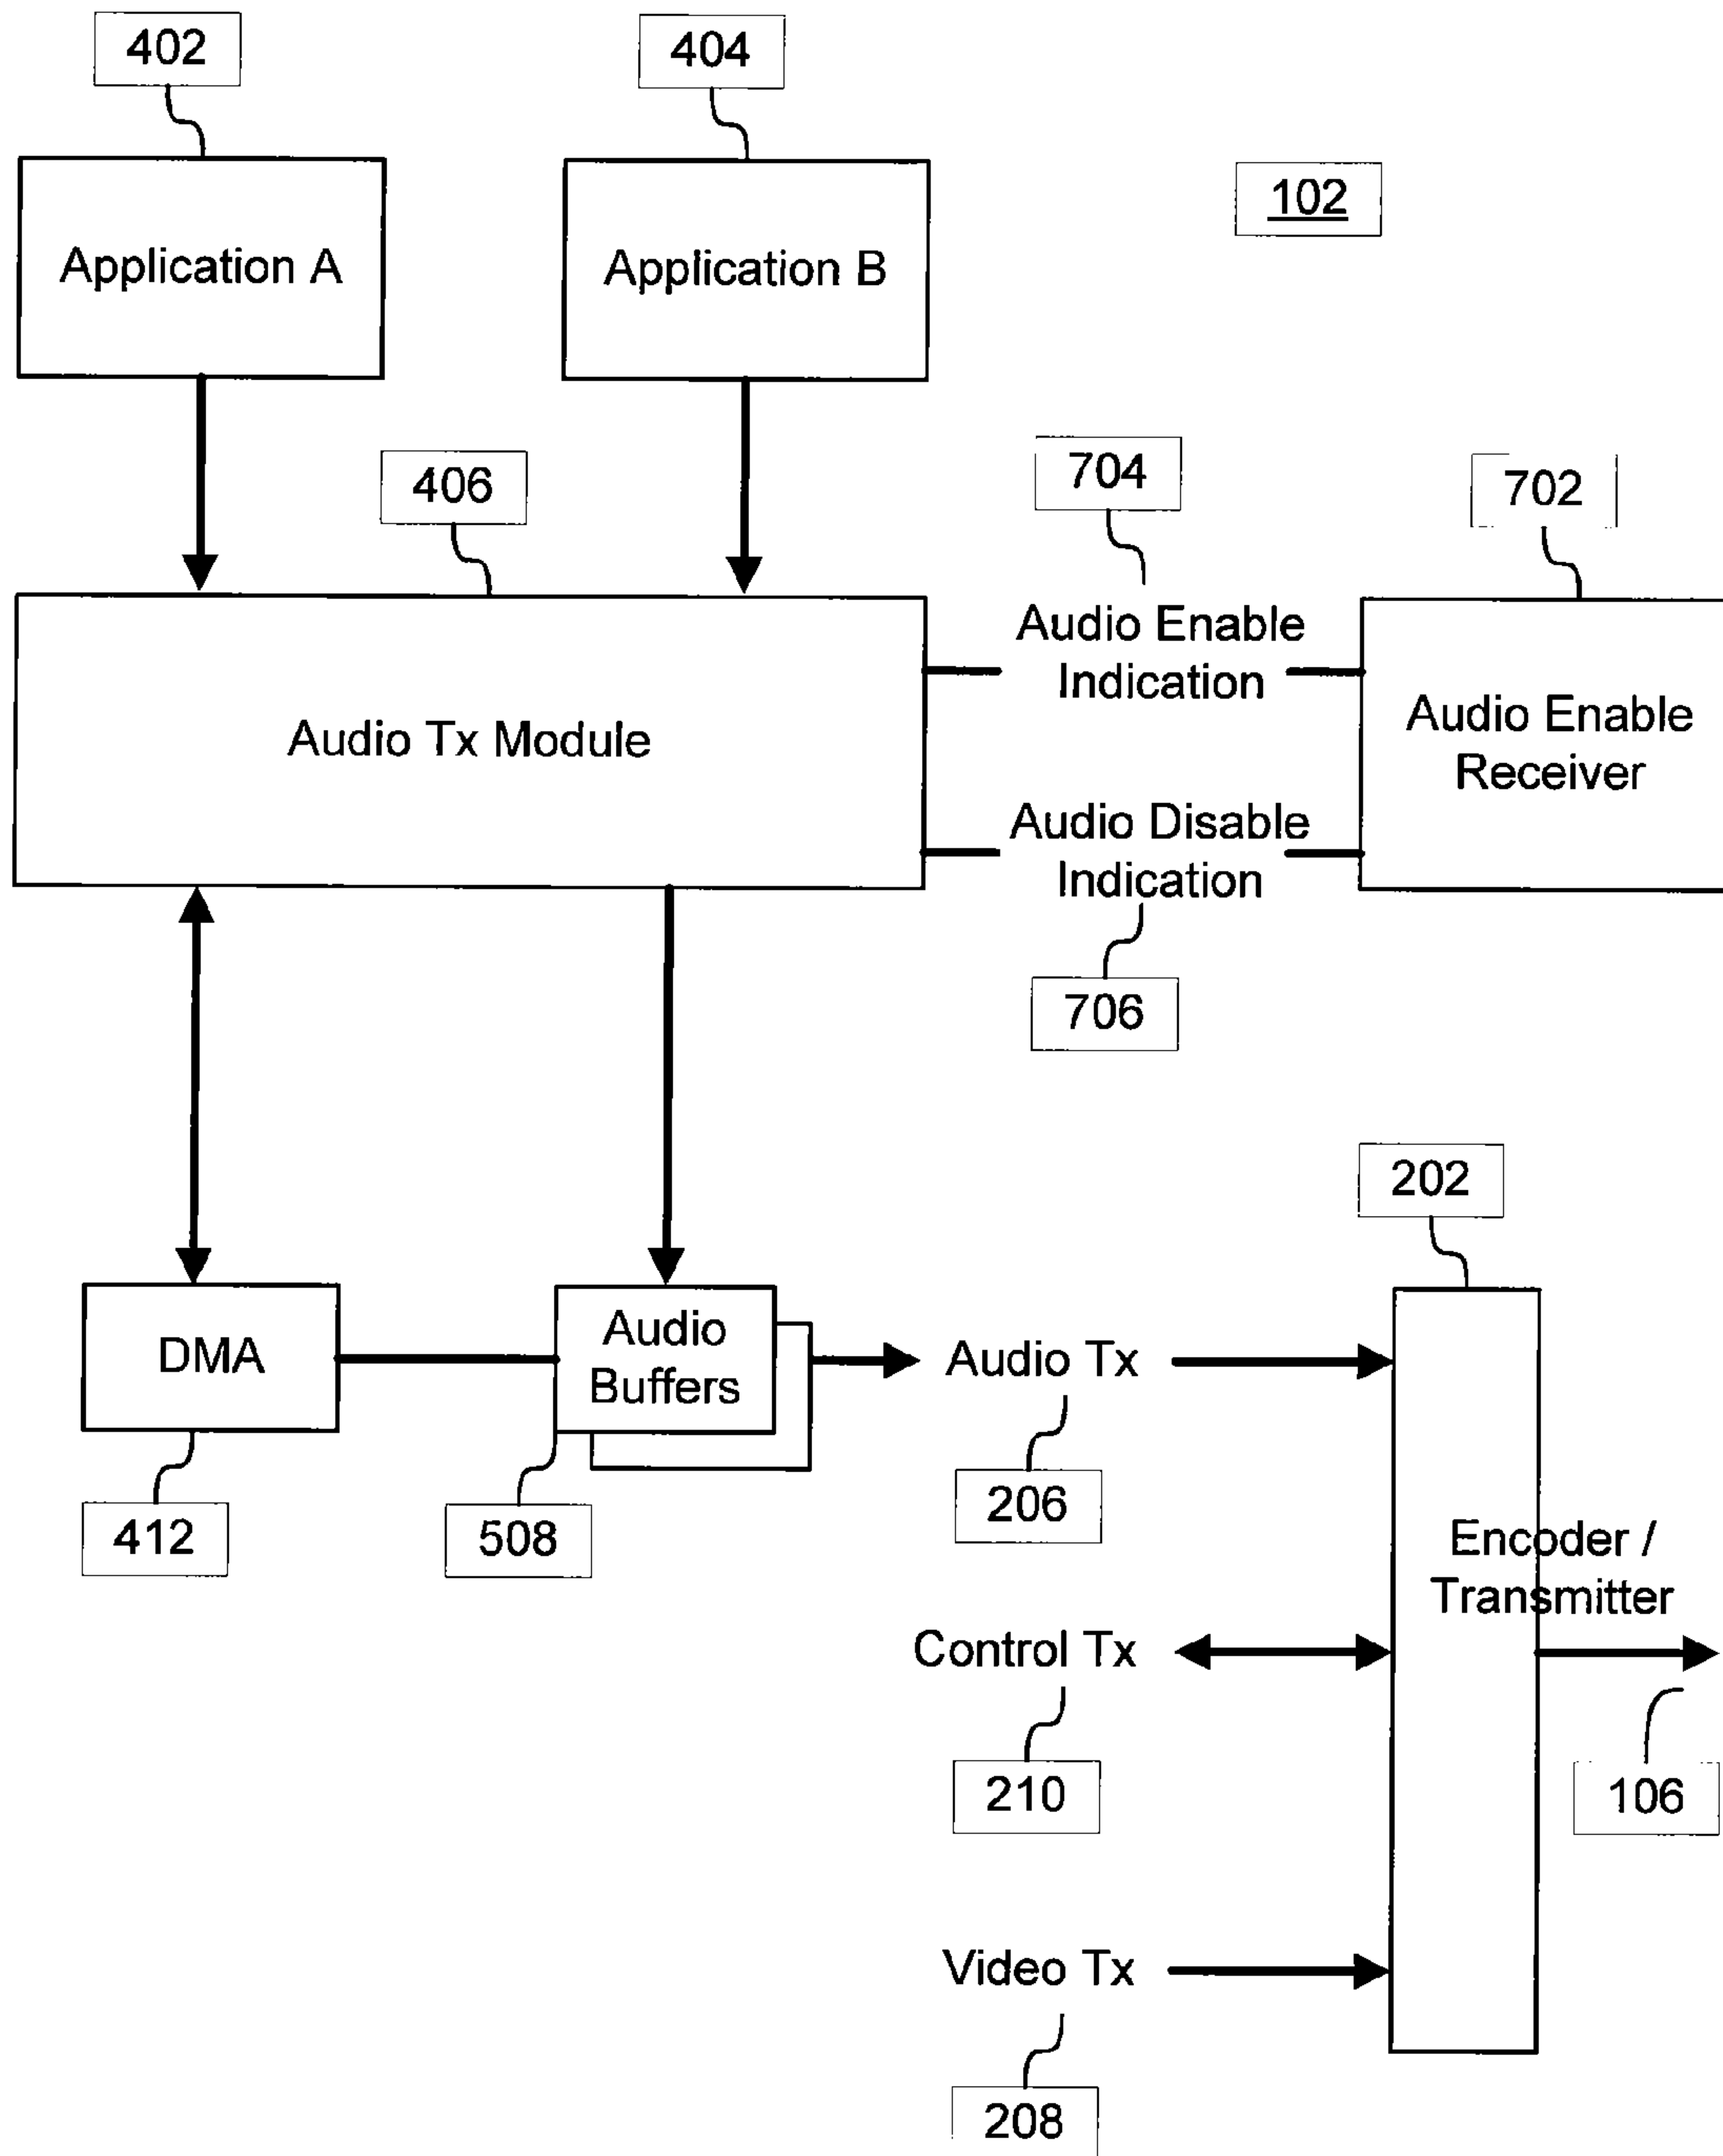 402
404
102
Application A
Application B
406
704
702
Audio Enable
Indication
Audio Tx Module
Audio Enable
Receiver
Audio Disable
Indication
706
202
DMA
Audio
Buffers
Audio Tx
412
508
206
Encoder /
Transmitter
Control Tx
210
106
Video Tx
208